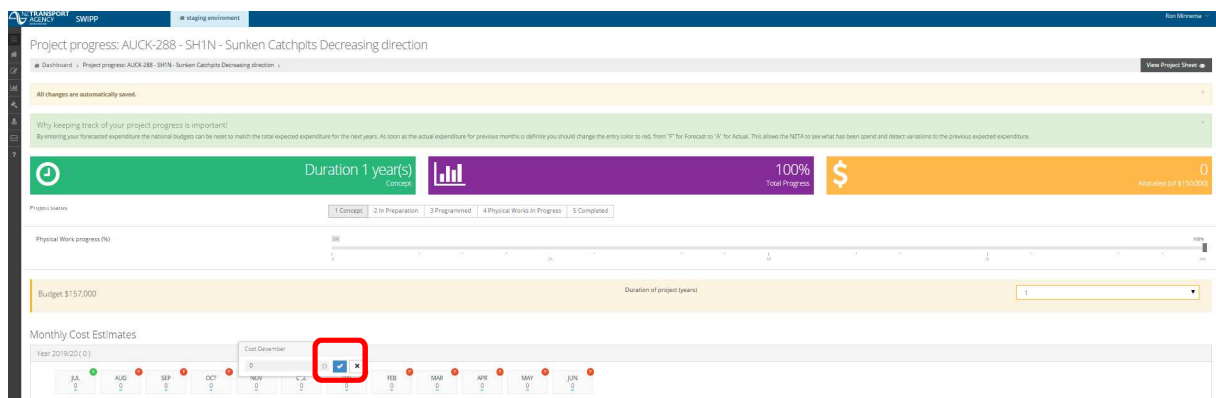 NZ TRANSPORT AGENCY SWIPP staging enviroment Ron Minnema
Project progress: AUCK-288 - SH1N - Sunken Catchpits Decreasing direction
Dashboard › Project progress: AUCK-288 - SH1N - Sunken Catchpits Decreasing direction › View Project Sheet
All changes are automatically saved. ×
Why keeping track of your project progress is important! ×
By entering your forecasted expenditure the national budgets can be reset to match the total expected expenditure for the next years. As soon as the actual expenditure for previous months is definite you should change the entry color to red, from "F" for Forecast to "A" for Actual. This allows the NZTA to see what has been spend and detect variations to the previous expected expenditure.
Duration 1 year(s) 100% $ 0
Concept Total Progress Allocated (of $150,000)
Project status 1 Concept 2 In Preparation 3 Programmed 4 Physical Works In Progress 5 Completed
Physical Work progress (%) 0% 100%
Budget $157,000 Duration of project (years) 1
Monthly Cost Estimates
Year 2019/20 ( 0 ) Cost December
0
JUL AUG SEP OCT NOV FEB MAR APR MAY JUN
0 0 0 0 0 0 0 0 0 0 0 0